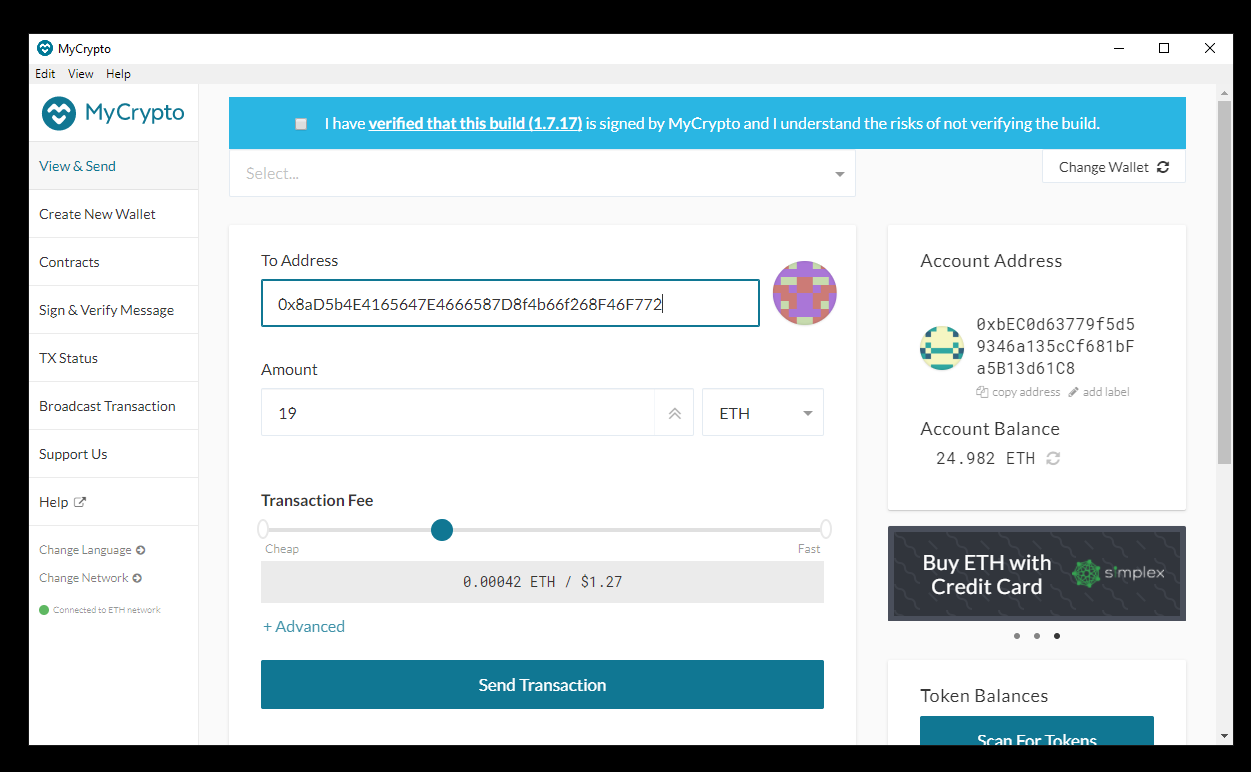 MyCrypto
Edit View Help
MyCrypto
View & Send
Create New Wallet
Contracts
Sign & Verify Message
TX Status
Broadcast Transaction
Support Us
Help
Change Language
Change Network
Connected to ETH network
I have verified that this build (1.7.17) is signed by MyCrypto and I understand the risks of not verifying the build.
Select...
Change Wallet
To Address
0x8aD5b4E4165647E4666587D8f4b66f268F46F772
Amount
19
ETH
Transaction Fee
Cheap
Fast
0.00042 ETH / $1.27
+ Advanced
Send Transaction
Account Address
0xbEC0d63779f5d5
9346a135cCf681bF
a5B13d61C8
copy address add label
Account Balance
24.982 ETH
Buy ETH with
Credit Card
simplex
Token Balances
Scan For Tokens